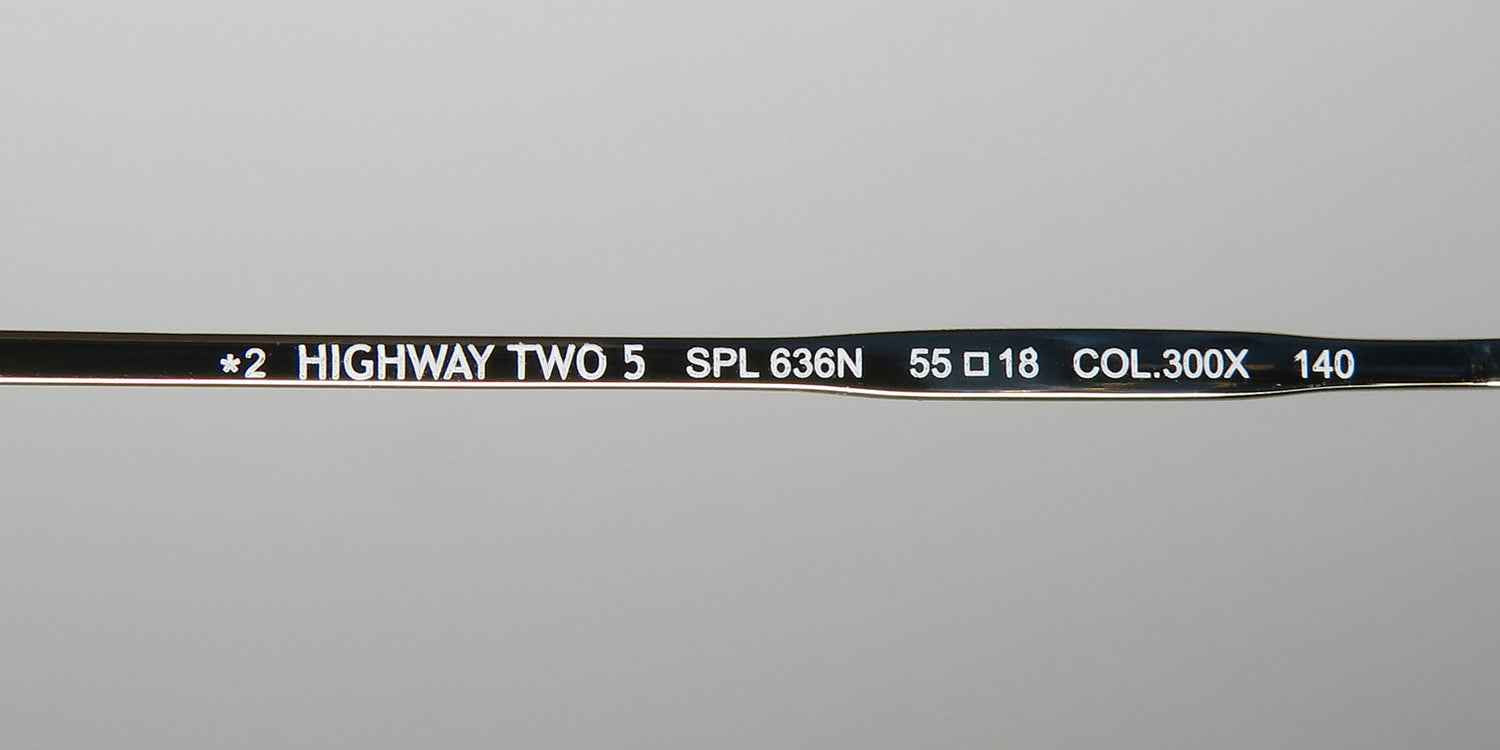 *2 HIGHWAY TWO 5 SPL 636N 55□18 COL.300X 140